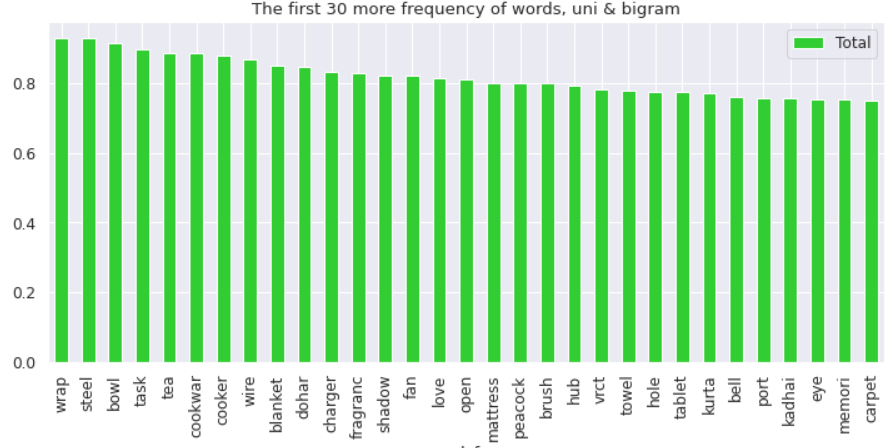 The first 30 more frequency of words, uni & bigram
Total
0.8
0.6
0.4
0.2
0.0
wrap
steel
bowl
task
tea
cookwar
cooker
wire
blanket
dohar
charger
fragranc
shadow
fan
love
open
mattress
peacock
brush
hub
vrct
towel
hole
tablet
kurta
bell
port
kadhai
eye
memori
carpet